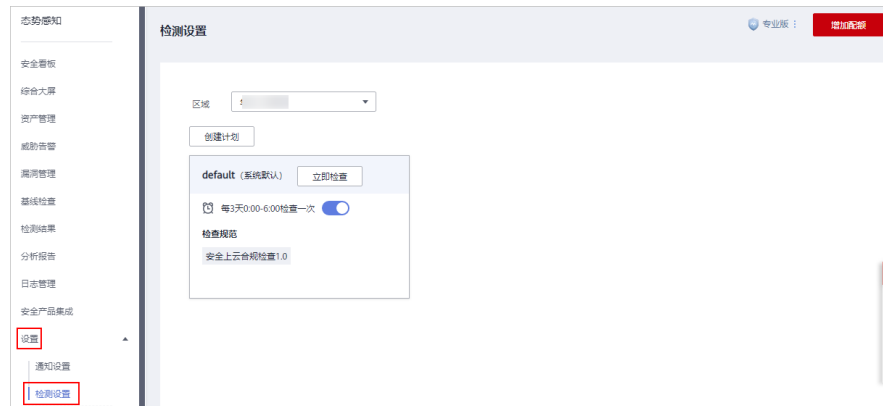 态势感知
安全看板
综合大屏
资产管理
威胁告警
漏洞管理
基线检查
检测结果
分析报告
日志管理
安全产品集成
设置
通知设置
检测设置
检测设置
专业版
增加配额
区域
创建计划
default（系统默认） 立即检查
每3天0:00-6:00检查一次
检查规范
安全上云合规检查1.0